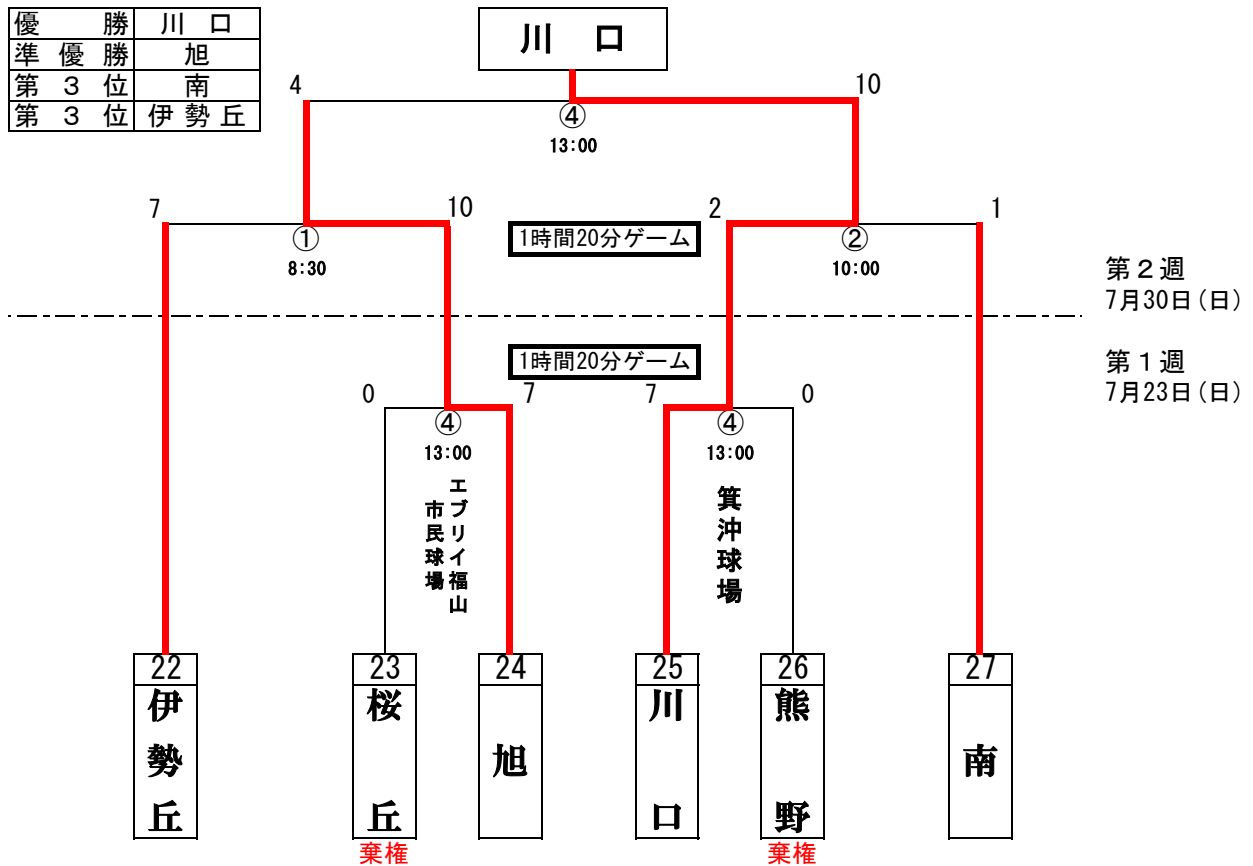 優勝 川口
準優勝 旭
第３位 南
第３位 伊勢丘
川口
4 10
④
13:00
7 10 2 1
1時間20分ゲーム
① ②
8:30 10:00
第２週
7月30日(日)
1時間20分ゲーム
第１週
7月23日(日)
0 7 7 0
④ ④
13:00 13:00
エブリイ福山
市民球場
箕沖球場
22 23 24 25 26 27
伊勢丘
桜丘
旭
川口
熊野
南
棄権 棄権